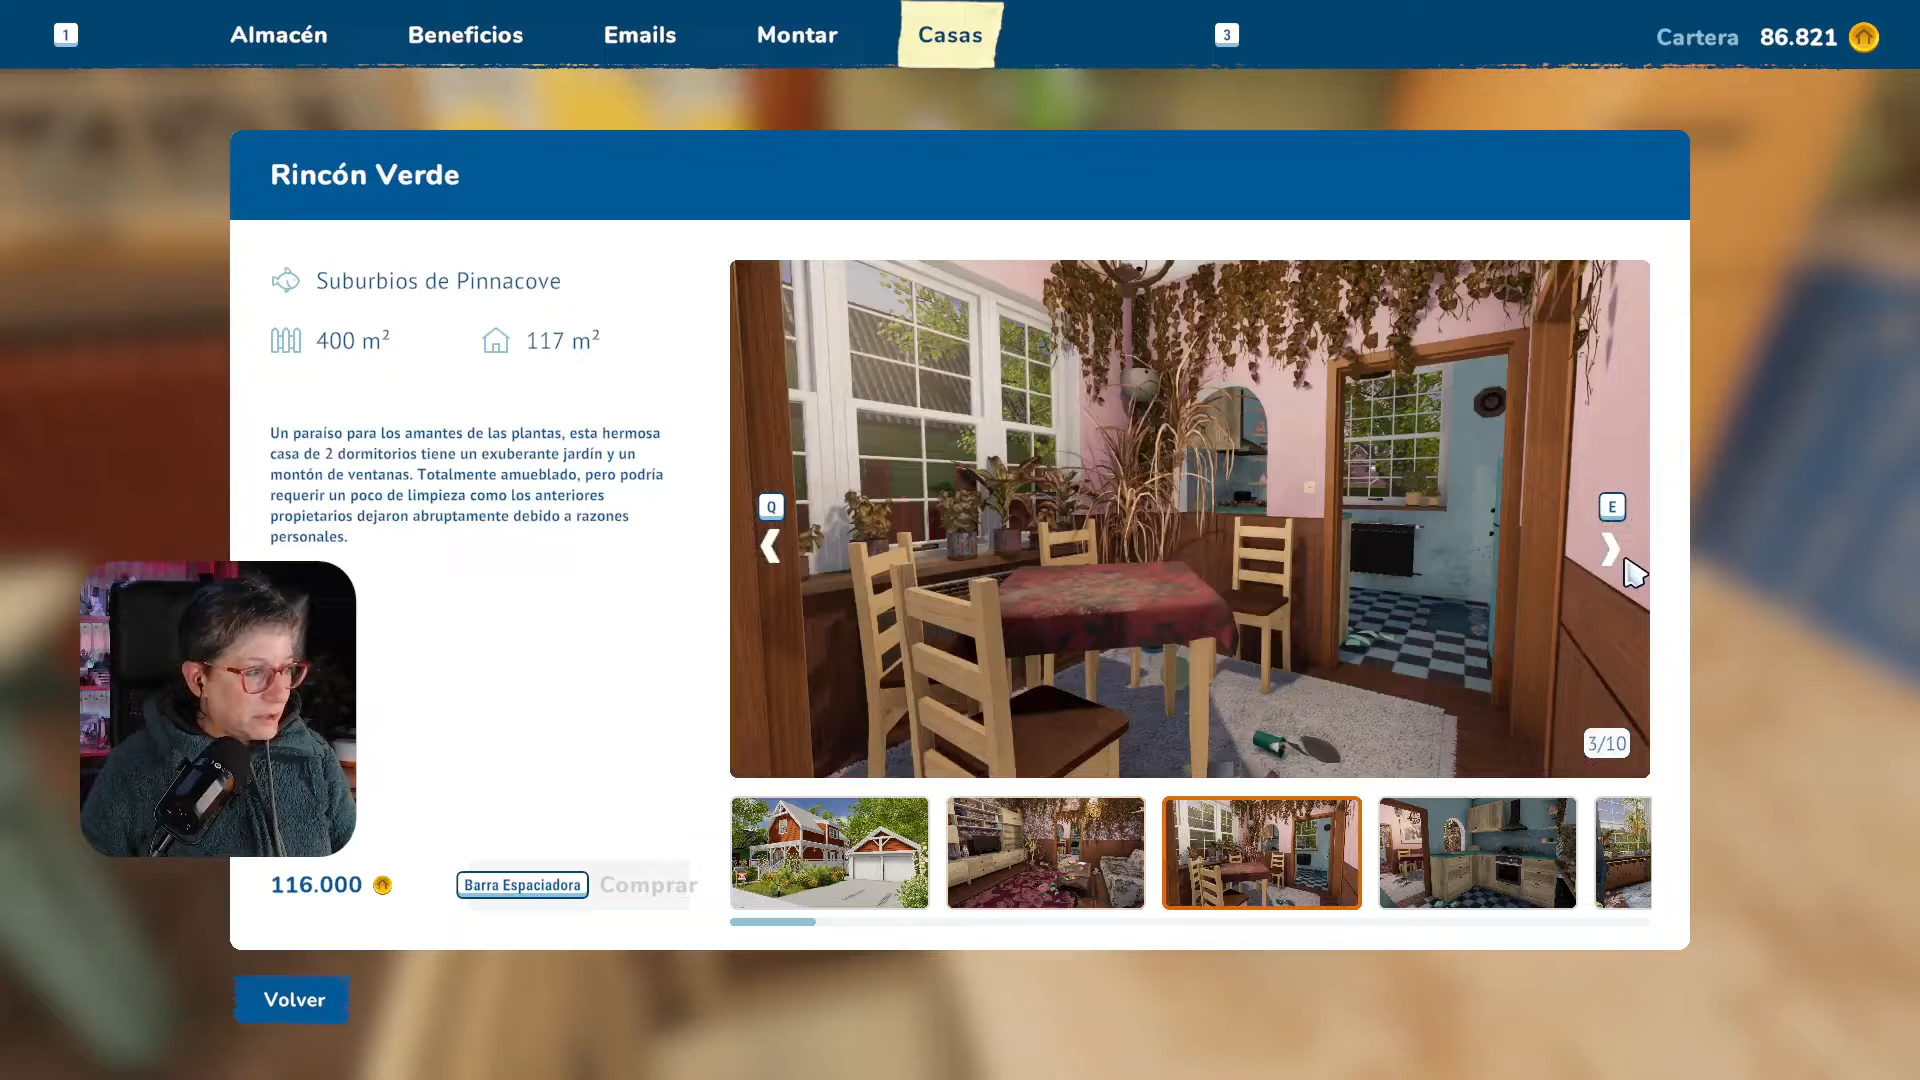 1
Almacén
Beneficios
Emails
Montar
Casas
3
Cartera 86.821
Rincón Verde
Suburbios de Pinnacove
400 m²
117 m²
Un paraíso para los amantes de las plantas, esta hermosa
casa de 2 dormitorios tiene un exuberante jardín y un
montón de ventanas. Totalmente amueblado, pero podría
requerir un poco de limpieza como los anteriores
propietarios dejaron abruptamente debido a razones
personales.
Q
E
3/10
116.000
Barra Espaciadora
Comprar
Volver